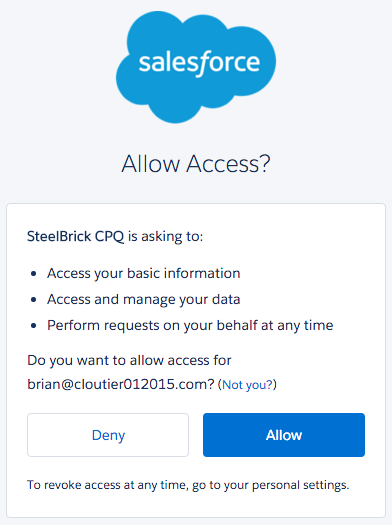 salesforce
Allow Access?
SteelBrick CPQ is asking to:
• Access your basic information
• Access and manage your data
• Perform requests on your behalf at any time
Do you want to allow access for
brian@cloutier012015.com? (Not you?)
Deny
Allow
To revoke access at any time, go to your personal settings.